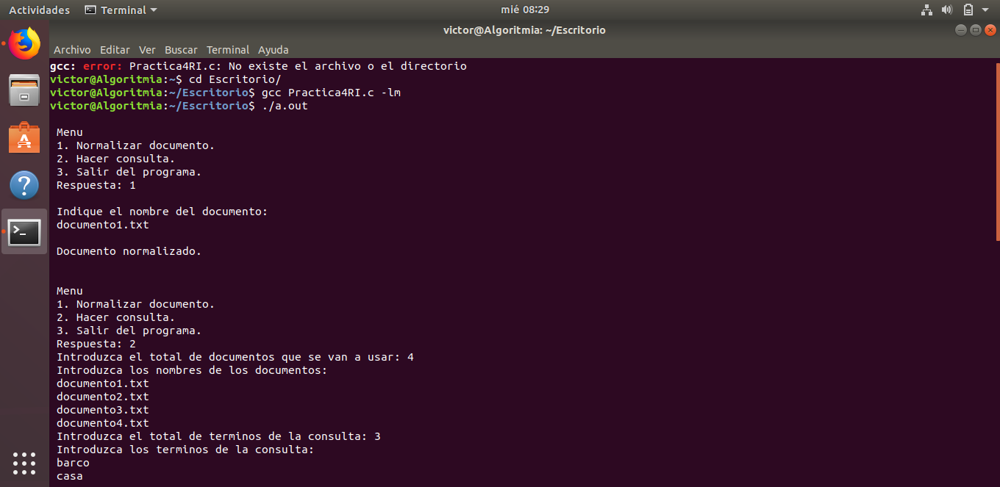 Actividades Terminal mié 08:29
victor@Algoritmia: ~/Escritorio
Archivo Editar Ver Buscar Terminal Ayuda
gcc: error: Practica4RI.c: No existe el archivo o el directorio
victor@Algoritmia:~$ cd Escritorio/
victor@Algoritmia:~/Escritorio$ gcc Practica4RI.c -lm
victor@Algoritmia:~/Escritorio$ ./a.out
Menu
1. Normalizar documento.
2. Hacer consulta.
3. Salir del programa.
Respuesta: 1
Indique el nombre del documento:
documento1.txt
Documento normalizado.
Menu
1. Normalizar documento.
2. Hacer consulta.
3. Salir del programa.
Respuesta: 2
Introduzca el total de documentos que se van a usar: 4
Introduzca los nombres de los documentos:
documento1.txt
documento2.txt
documento3.txt
documento4.txt
Introduzca el total de terminos de la consulta: 3
Introduzca los terminos de la consulta:
barco
casa